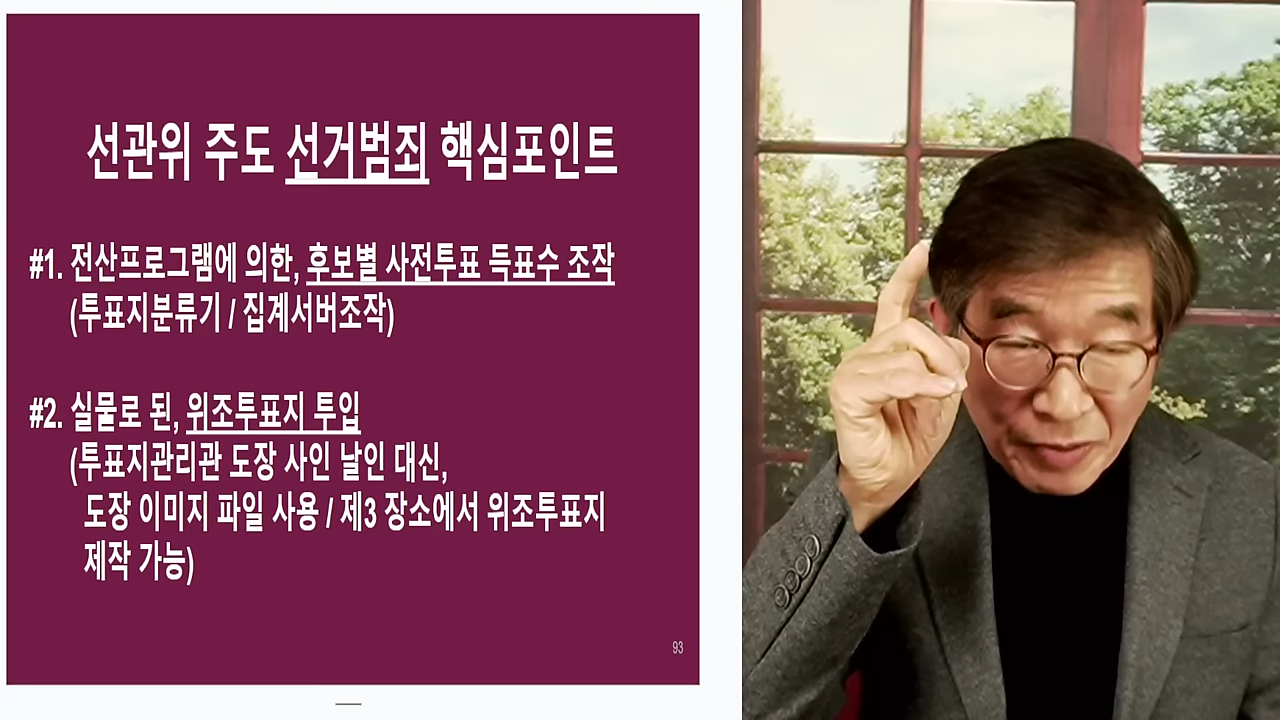 선관위 주도 선거범죄 핵심포인트
#1. 전산프로그램에 의한, 후보별 사전투표 득표수 조작
(투표지분류기 / 집계서버조작)
#2. 실물로 된, 위조투표지 투입
(투표지관리관 도장 사인 날인 대신,
도장 이미지 파일 사용 / 제3 장소에서 위조투표지
제작 가능)
93